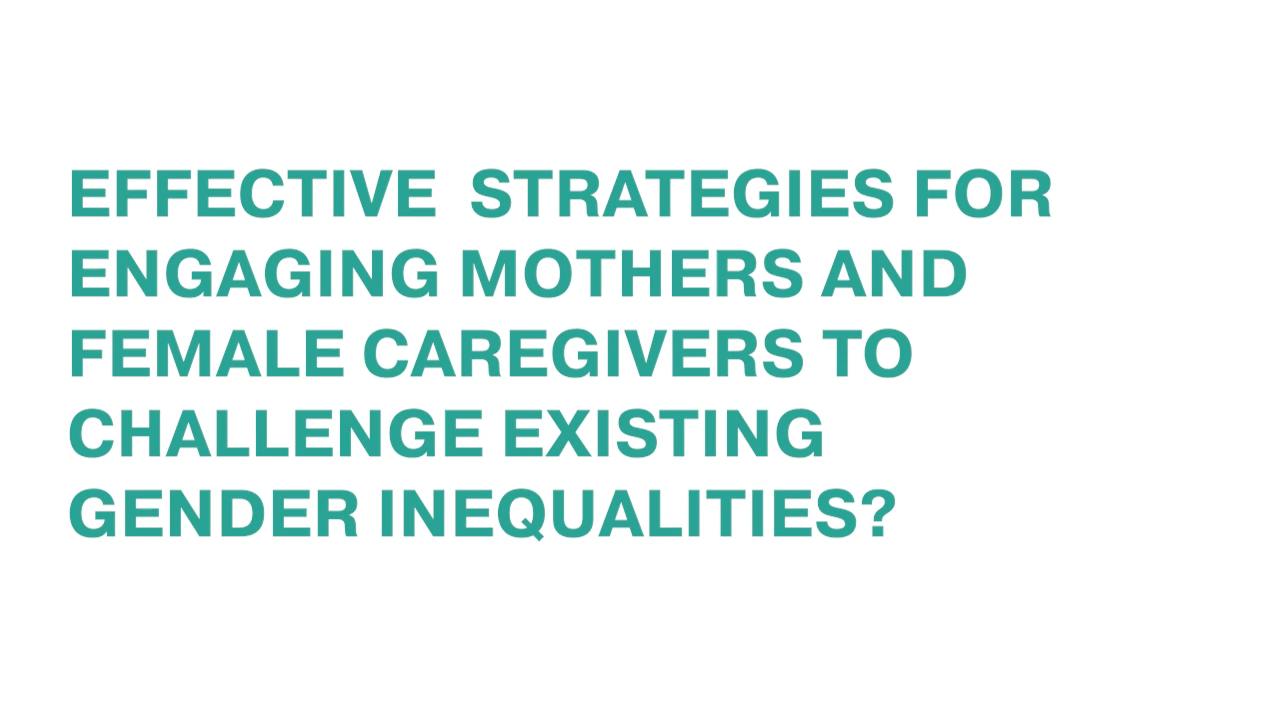 EFFECTIVE  STRATEGIES FOR
ENGAGING MOTHERS AND
FEMALE CAREGIVERS TO
CHALLENGE EXISTING
GENDER INEQUALITIES?